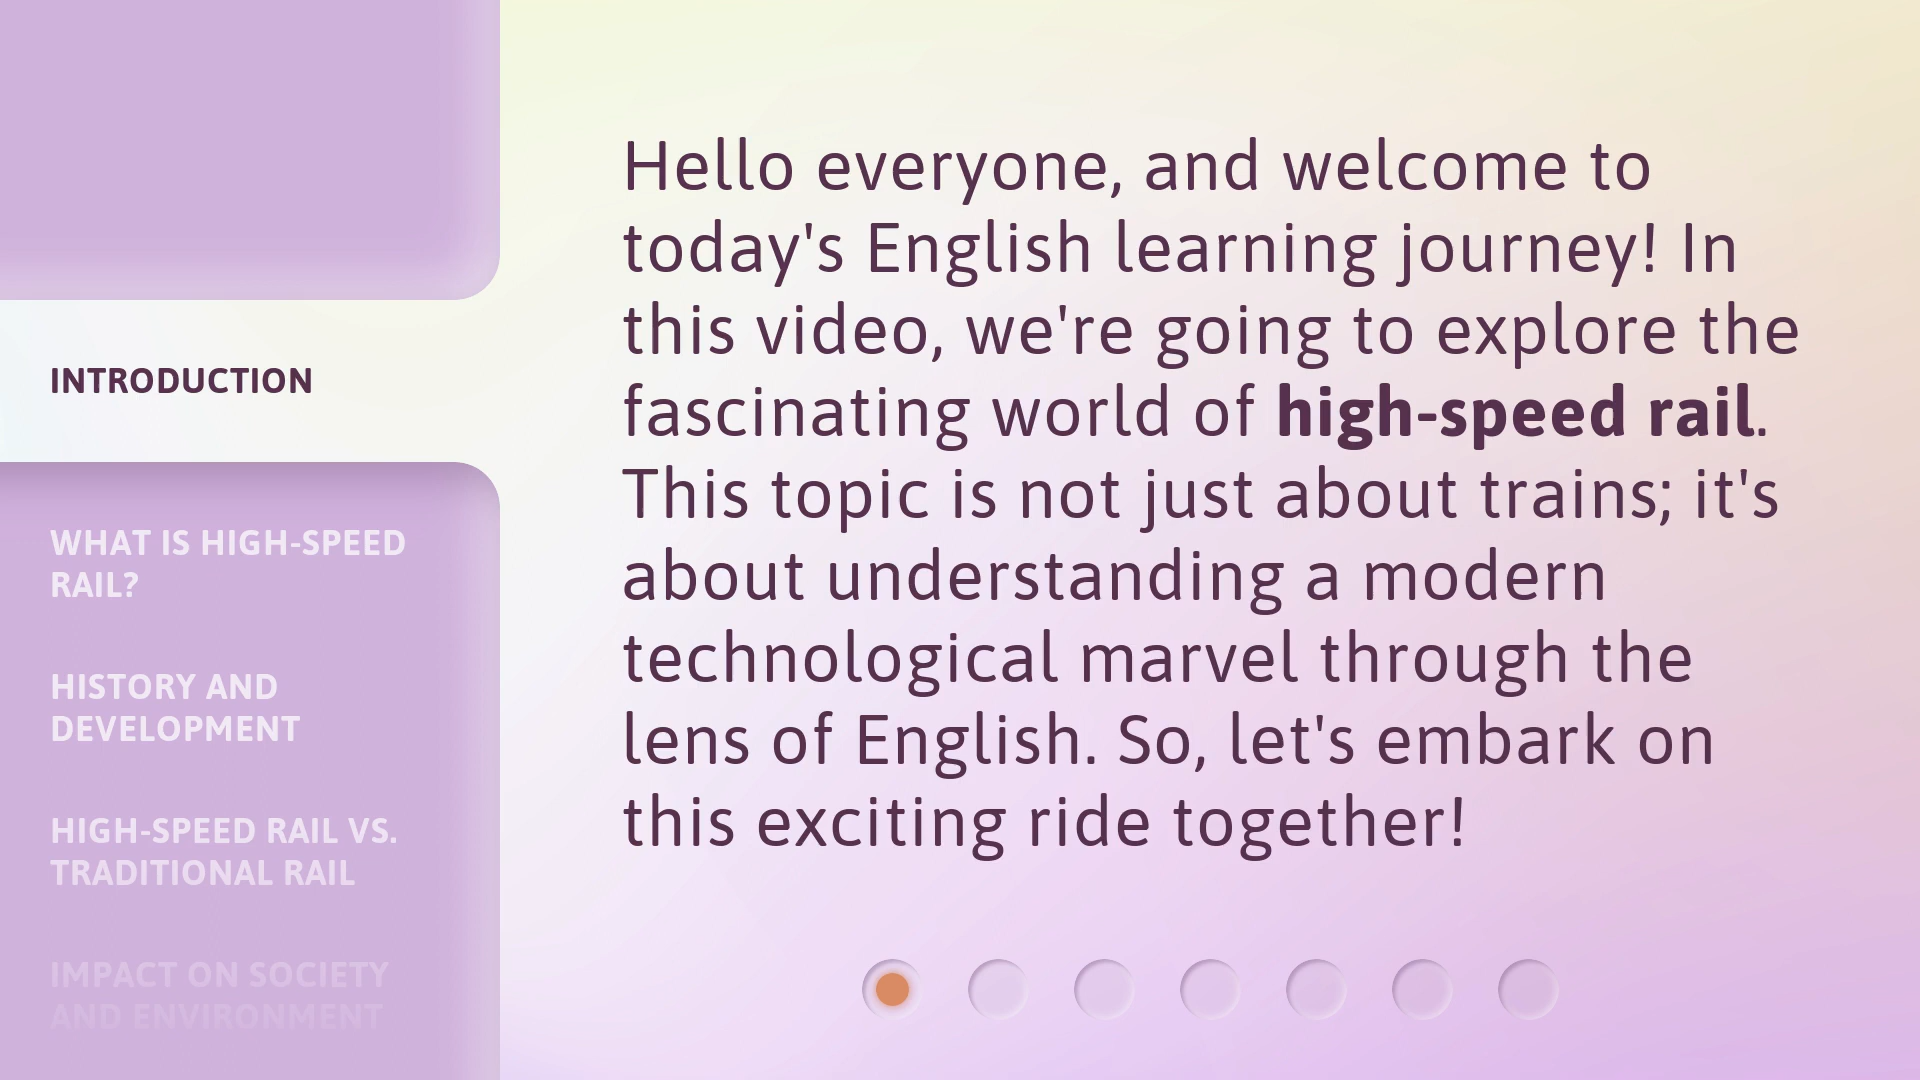 INTRODUCTION
WHAT IS HIGH-SPEED
RAIL?
HISTORY AND
DEVELOPMENT
HIGH-SPEED RAIL VS.
TRADITIONAL RAIL
IMPACT ON SOCIETY
AND ENVIRONMENT
Hello everyone, and welcome to
today's English learning journey! In
this video, we're going to explore the
fascinating world of high-speed rail.
This topic is not just about trains; it's
about understanding a modern
technological marvel through the
lens of English. So, let's embark on
this exciting ride together!